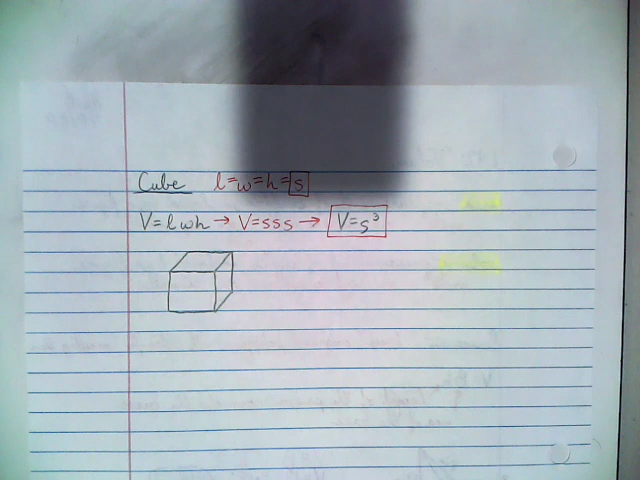 Cube l=w=h=s
V=lwh → V=sss → V=s³